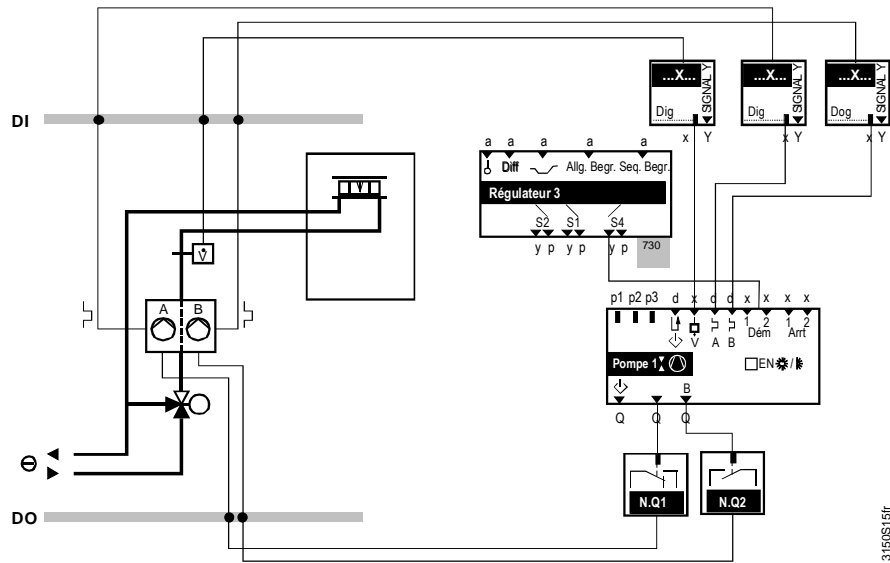 ...X... SIGNAL Y
...X... SIGNAL Y
...X... SIGNAL Y
Dig
Dig
Dog
DI
x Y
x Y
x Y
a a a a a
Diff Allg. Begr. Seq. Begr.
Régulateur 3
S2 S1 S4
y p y p y p
730
V
V
A B
p1 p2 p3 d x d d x x x x
1 2 1 2
V A B Dém Arrt
Pompe 1
EN / 
B
Q Q Q
N.Q1
N.Q2
DO
3150S15fr